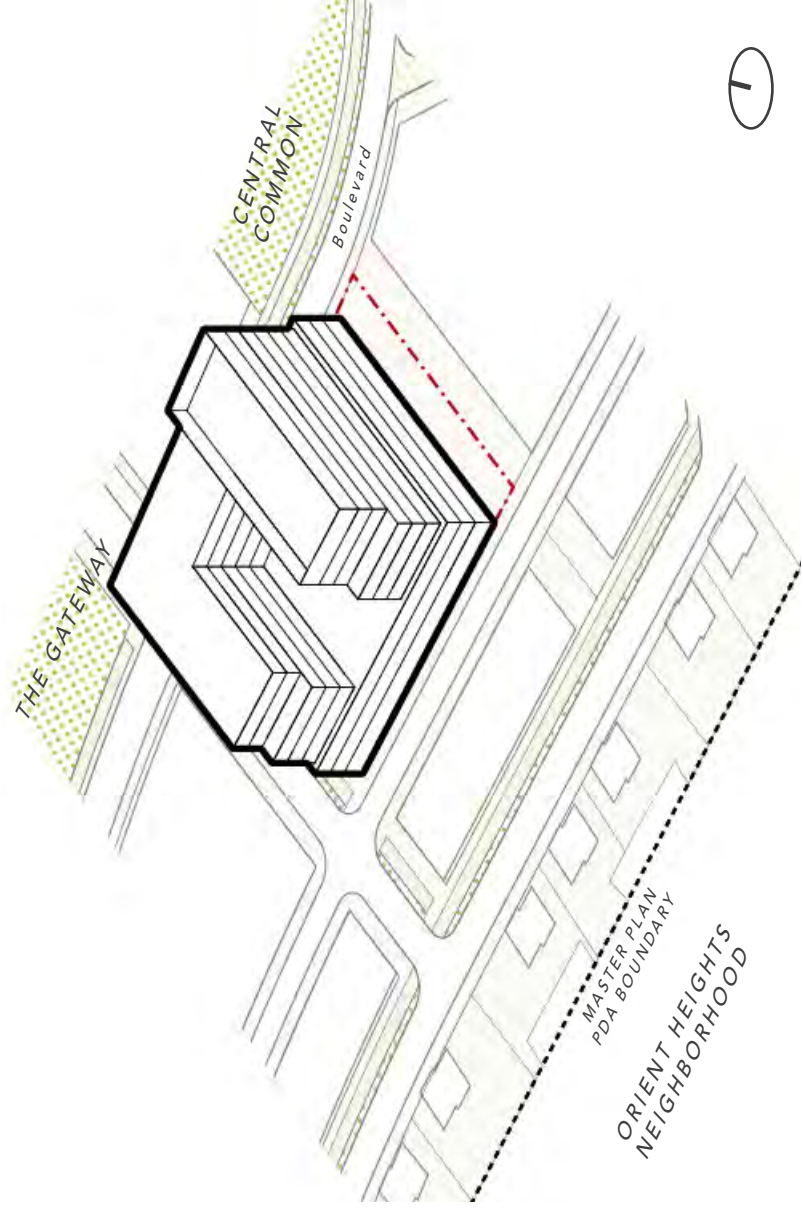 THE GATEWAY
CENTRAL
COMMON
Boulevard
MASTER PLAN
PDA BOUNDARY
ORIENT HEIGHTS
NEIGHBORHOOD